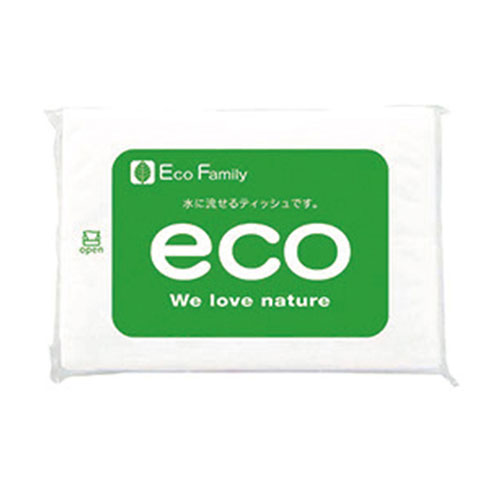 Eco Family
水に流せるティッシュです。
eco
We love nature
open